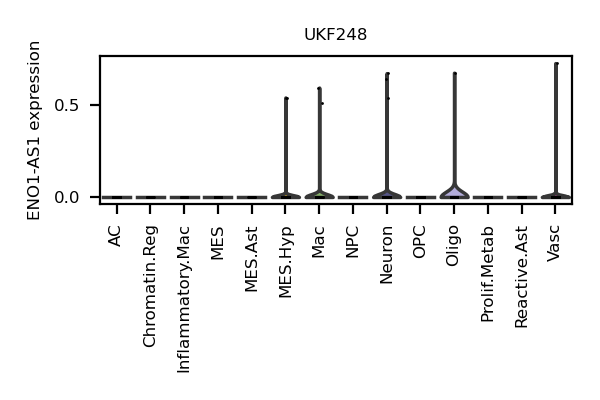 UKF248
ENO1-AS1 expression
0.5
0.0
AC
Chromatin.Reg
Inflammatory.Mac
MES
MES.Ast
MES.Hyp
Mac
NPC
Neuron
OPC
Oligo
Prolif.Metab
Reactive.Ast
Vasc